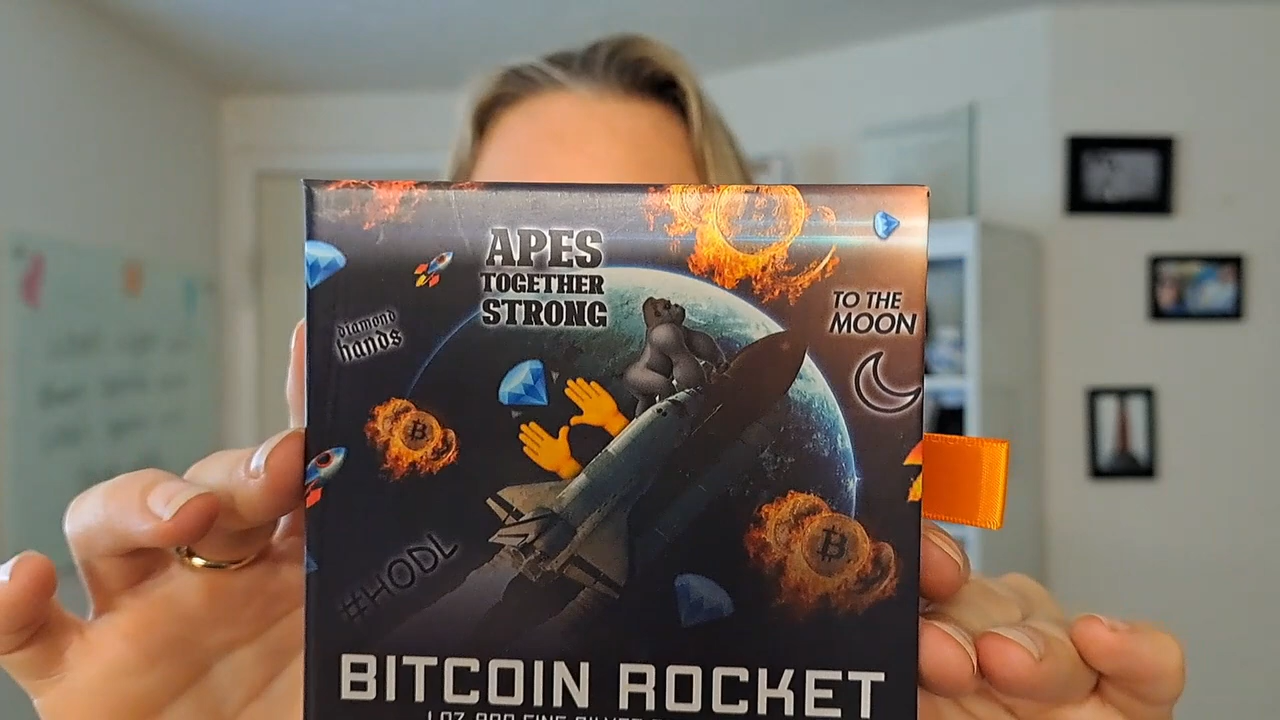 APES
TOGETHER
STRONG
TO THE
MOON
diamond
hands
#HODL
BITCOIN ROCKET